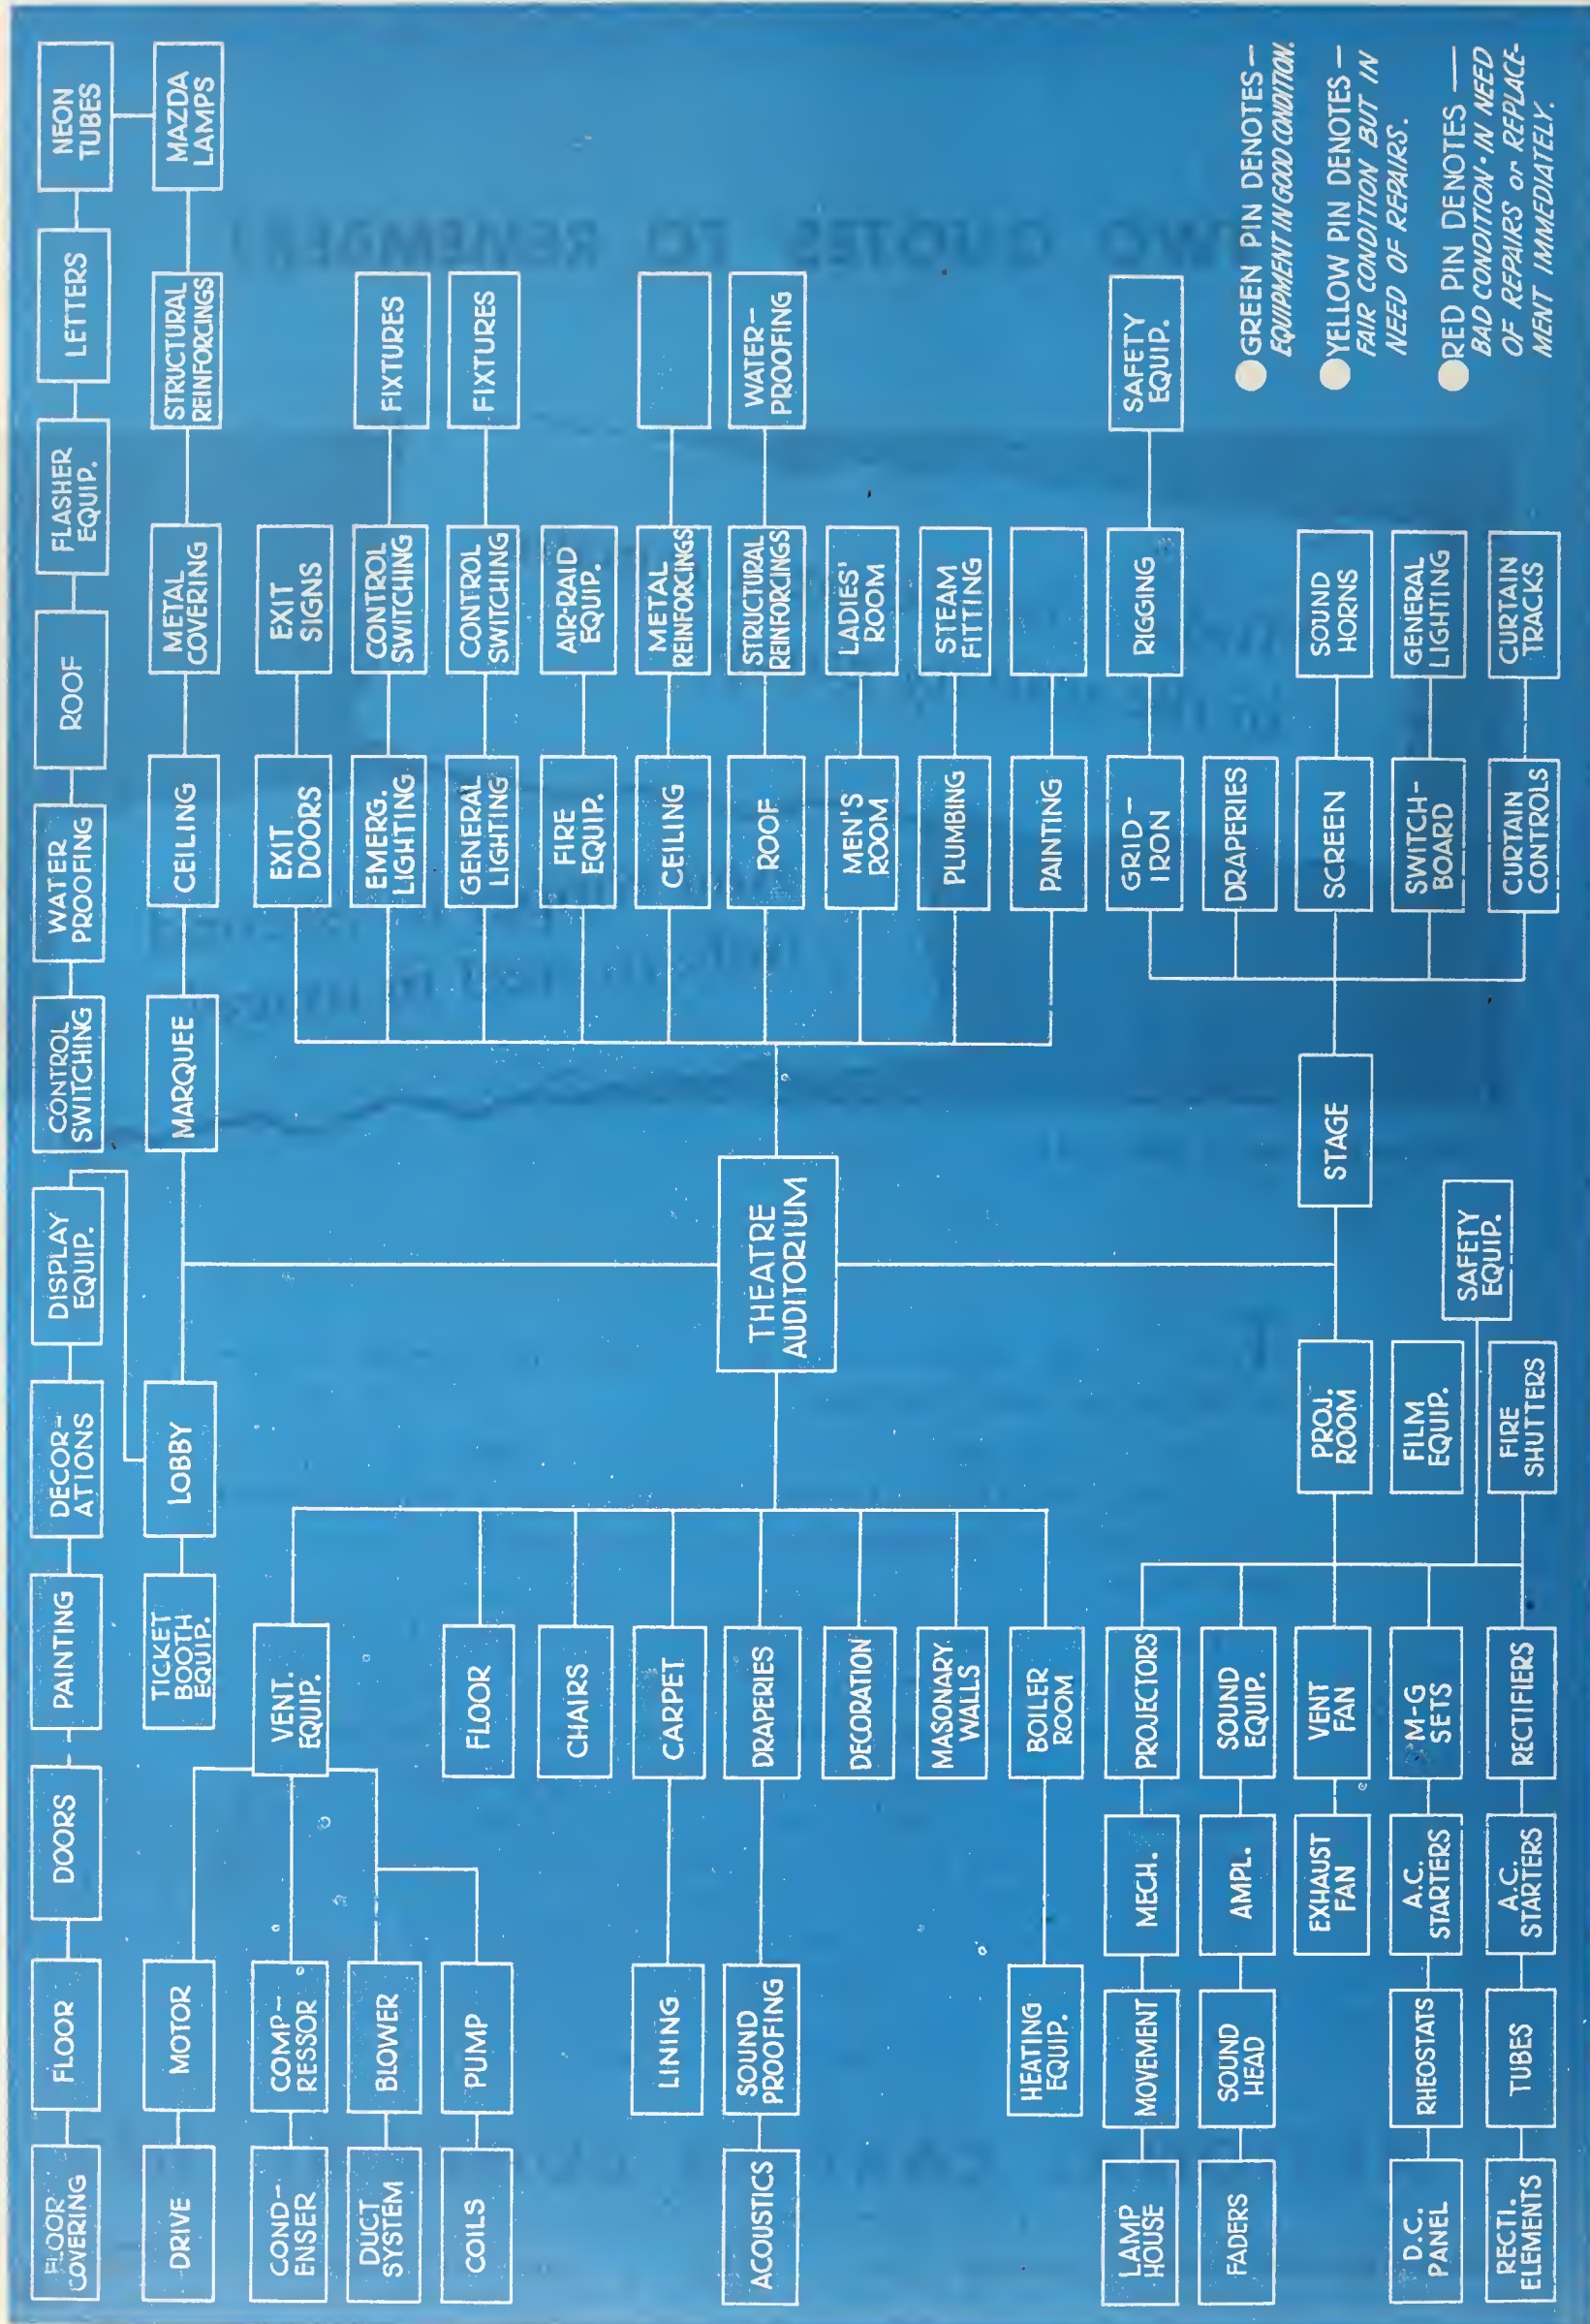 FLOOR
COVERING
FLOOR
DOORS
PAINTING
DECOR-
ATIONS
DISPLAY
EQUIP.
CONTROL
SWITCHING
WATER
PROOFING
ROOF
FLASHER
EQUIP.
LETTERS
NEON
TUBES
DRIVE
MOTOR
TICKET
BOOTH
EQUIP.
LOBBY
MARQUEE
CEILING
METAL
COVERING
STRUCTURAL
REINFORCINGS
MAZDA
LAMPS
COND-
ENSER
COMP-
RESSOR
VENT.
EQUIP.
EXIT
DOORS
EXIT
SIGNS
DUCT
SYSTEM
BLOWER
EMERG.
LIGHTING
CONTROL
SWITCHING
FIXTURES
COILS
PUMP
FLOOR
GENERAL
LIGHTING
CONTROL
SWITCHING
FIXTURES
CHAIRS
FIRE
EQUIP.
AIR-RAID
EQUIP.
LINING
CARPET
CEILING
METAL
REINFORCINGS
ACOUSTICS
SOUND
PROOFING
DRAPERIES
THEATRE
AUDITORIUM
ROOF
STRUCTURAL
REINFORCINGS
WATER-
PROOFING
DECORATION
MEN'S
ROOM
LADIES'
ROOM
MASONARY
WALLS
PLUMBING
STEAM
FITTING
HEATING
EQUIP.
BOILER
ROOM
PAINTING
LAMP
HOUSE
MOVEMENT
MECH.
PROJECTORS
GRID-
IRON
RIGGING
SAFETY
EQUIP.
FADERS
SOUND
HEAD
AMPL.
SOUND
EQUIP.
DRAPERIES
EXHAUST
FAN
VENT
FAN
PROJ.
ROOM
STAGE
SCREEN
SOUND
HORNS
D.C.
PANEL
RHEOSTATS
A.C.
STARTERS
M-G
SETS
FILM
EQUIP.
SAFETY
EQUIP.
SWITCH-
BOARD
GENERAL
LIGHTING
RECTI.
ELEMENTS
TUBES
A.C.
STARTERS
RECTIFIERS
FIRE
SHUTTERS
CURTAIN
CONTROLS
CURTAIN
TRACKS
GREEN PIN DENOTES—
EQUIPMENT IN GOOD CONDITION.
YELLOW PIN DENOTES—
FAIR CONDITION BUT IN
NEED OF REPAIRS.
RED PIN DENOTES—
BAD CONDITION·IN NEED
OF REPAIRS or REPLACE-
MENT IMMEDIATELY.